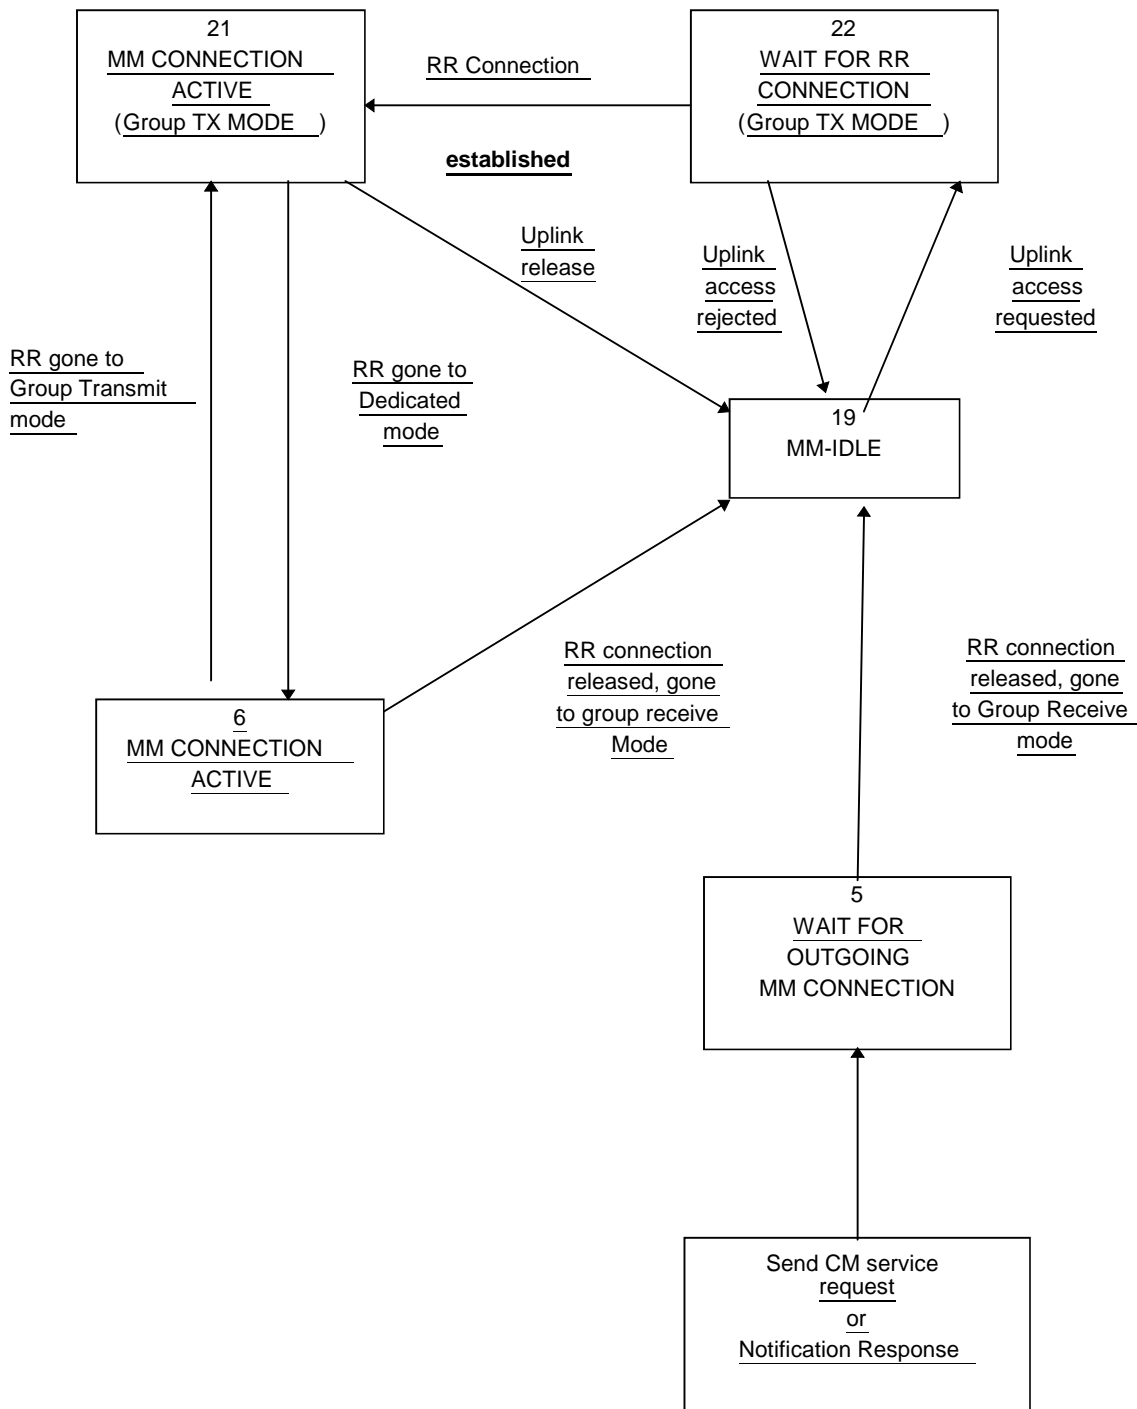 21
MM CONNECTION
ACTIVE
(Group TX MODE )
RR Connection
established
22
WAIT FOR RR
CONNECTION
(Group TX MODE )
Uplink
release
Uplink
access
rejected
Uplink
access
requested
RR gone to
Group Transmit
mode
RR gone to
Dedicated
mode
19
MM-IDLE
RR connection
released, gone
to group receive
Mode
RR connection
released, gone
to Group Receive
mode
6
MM CONNECTION
ACTIVE
5
WAIT FOR
OUTGOING
MM CONNECTION
Send CM service
request
or
Notification Response